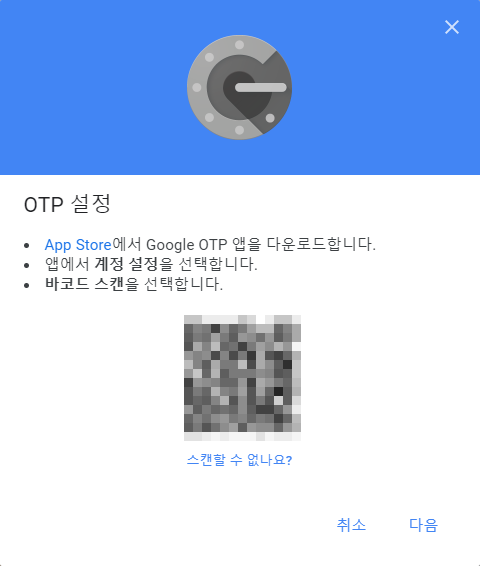 OTP 설정
App Store에서 Google OTP 앱을 다운로드합니다.
앱에서 계정 설정을 선택합니다.
바코드 스캔을 선택합니다.
스캔할 수 없나요?
취소 다음